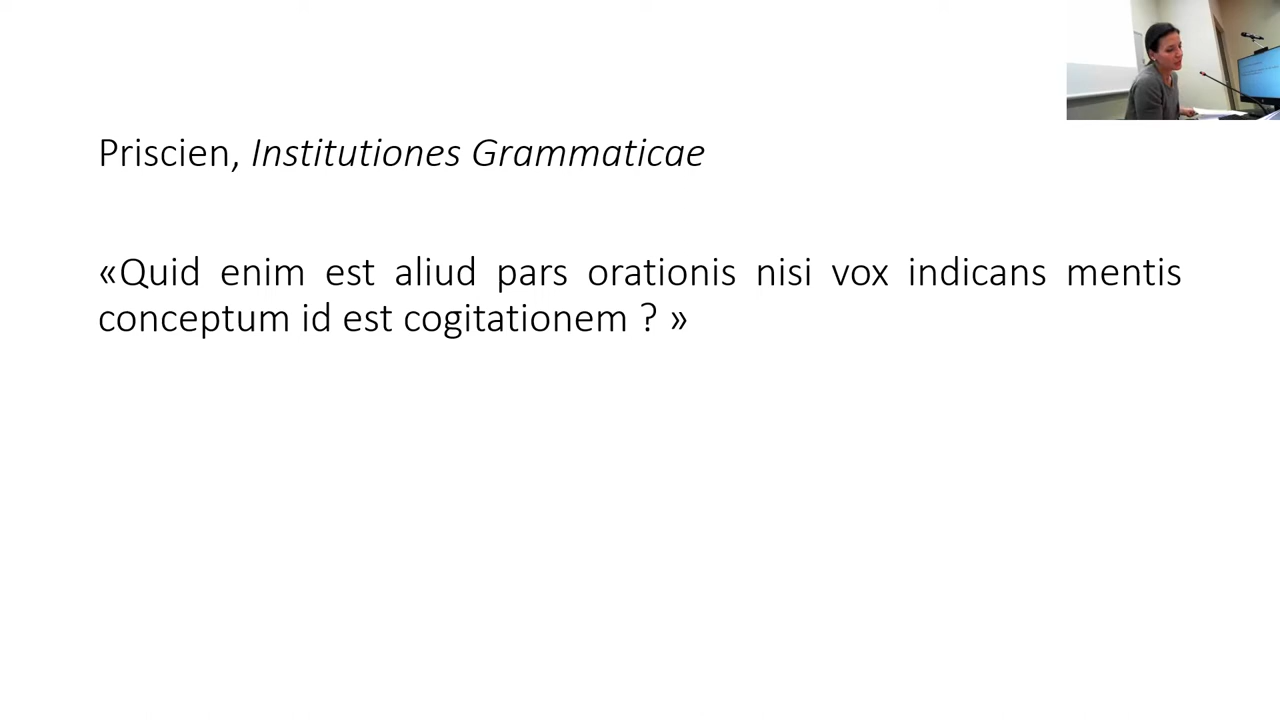 Priscien, Institutiones Grammaticae
«Quid enim est aliud pars orationis nisi vox indicans mentis
conceptum id est cogitationem ? »